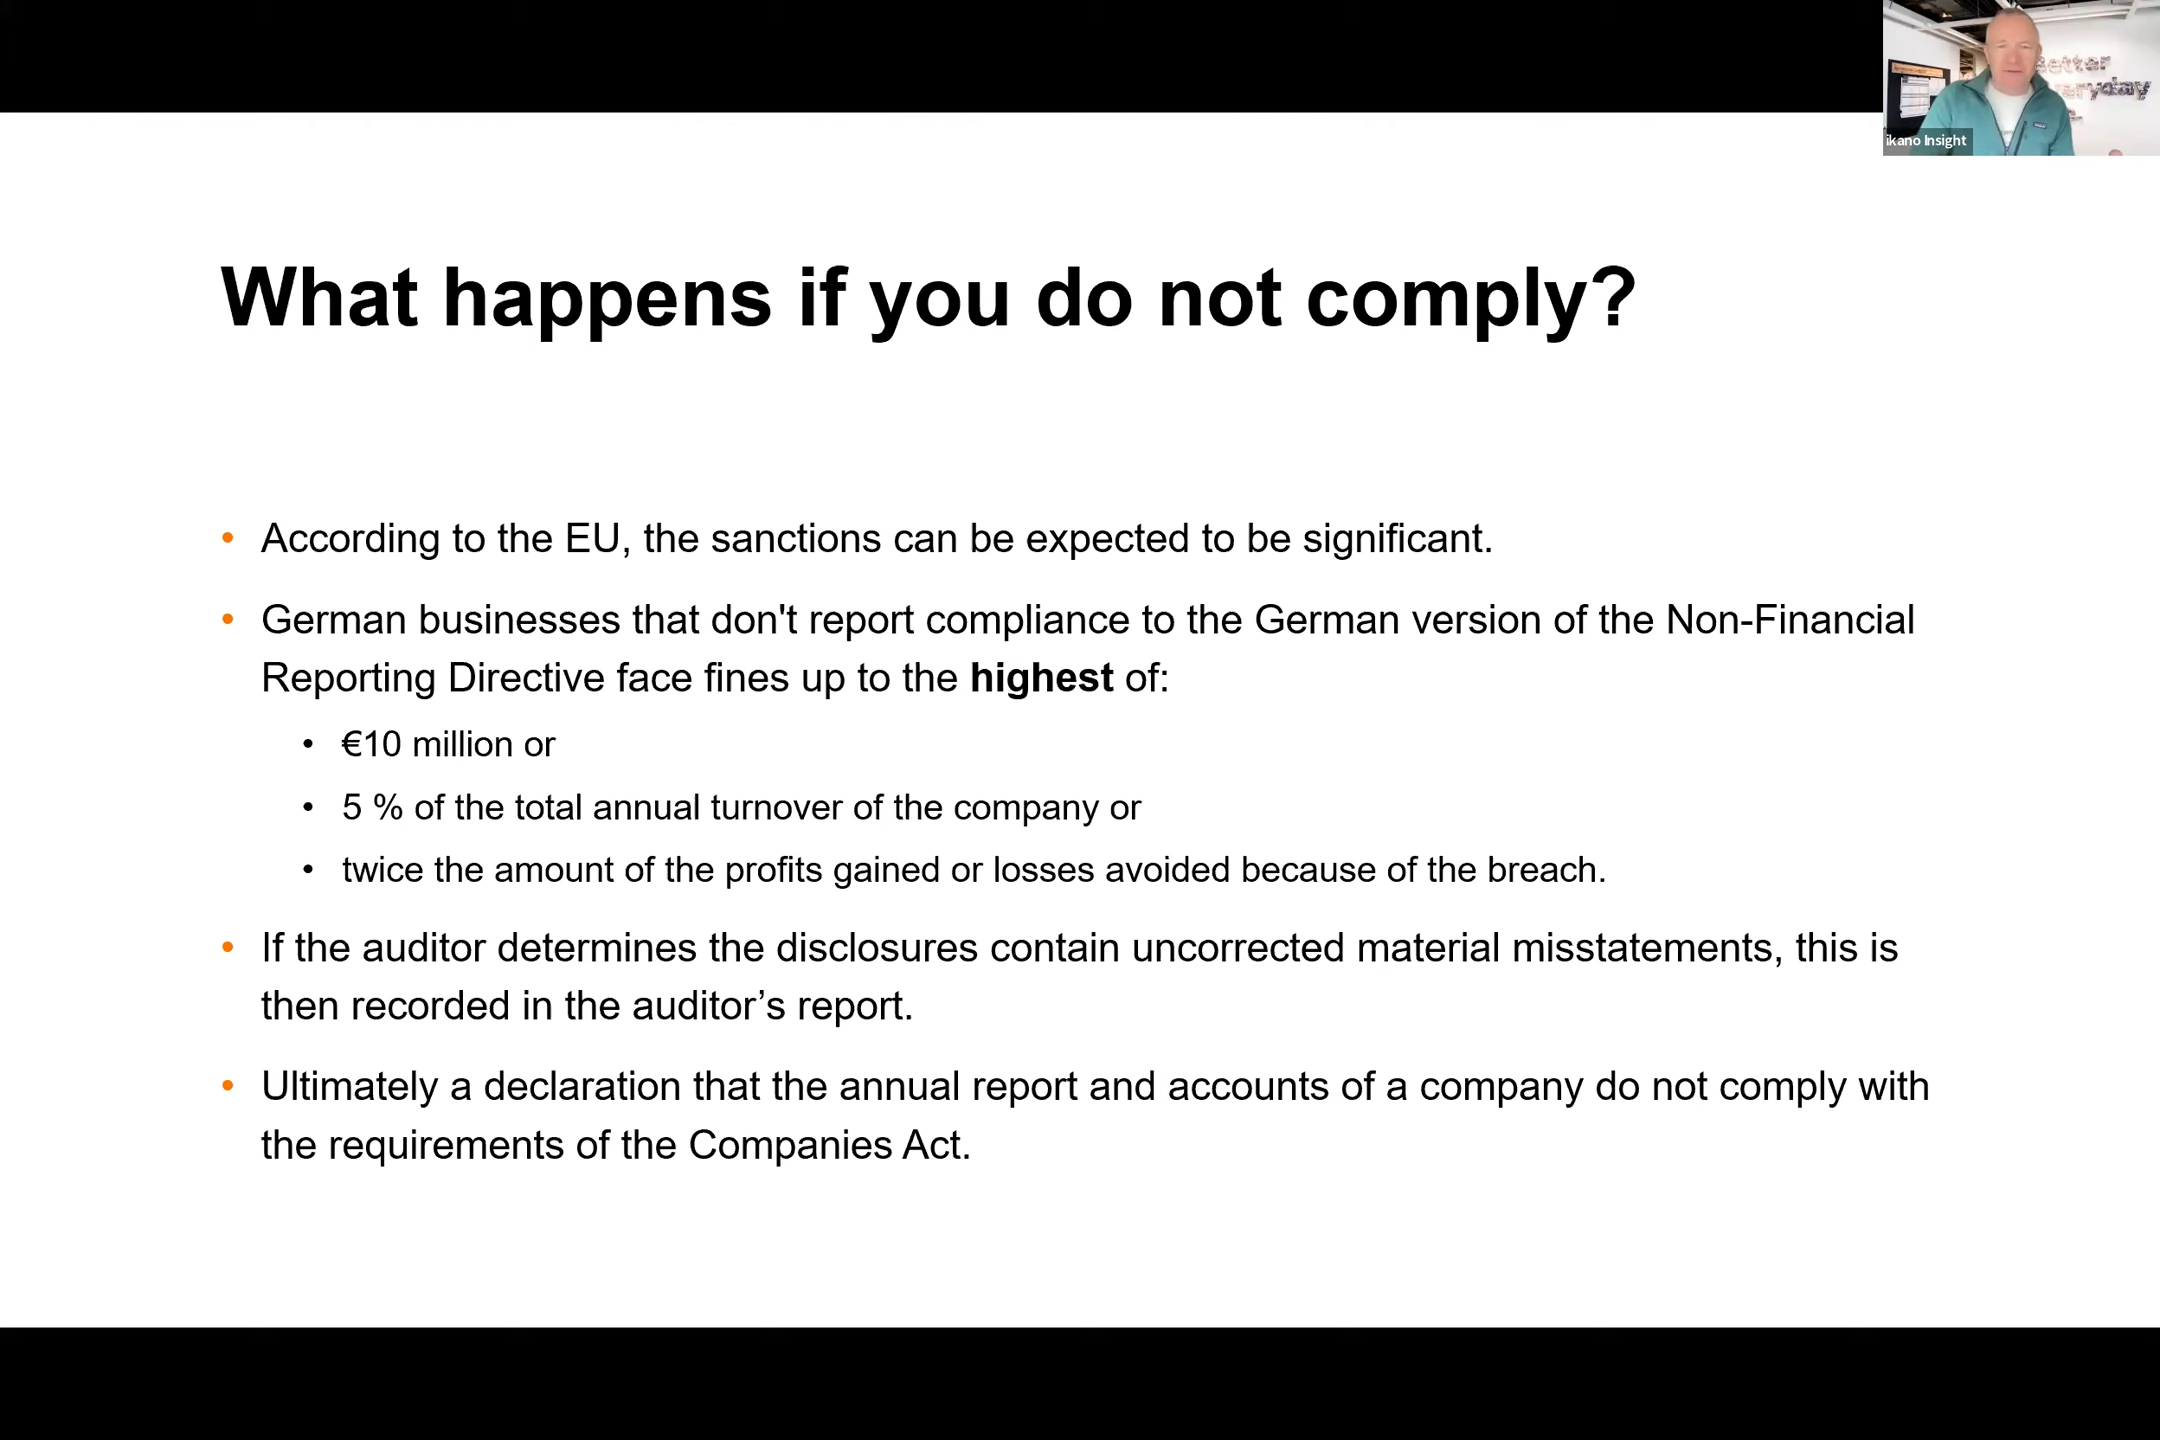 etter
eryday
ikano Insight
What happens if you do not comply?
• According to the EU, the sanctions can be expected to be significant.
• German businesses that don't report compliance to the German version of the Non-Financial
Reporting Directive face fines up to the highest of:
• €10 million or
• 5 % of the total annual turnover of the company or
• twice the amount of the profits gained or losses avoided because of the breach.
• If the auditor determines the disclosures contain uncorrected material misstatements, this is
then recorded in the auditor’s report.
• Ultimately a declaration that the annual report and accounts of a company do not comply with
the requirements of the Companies Act.